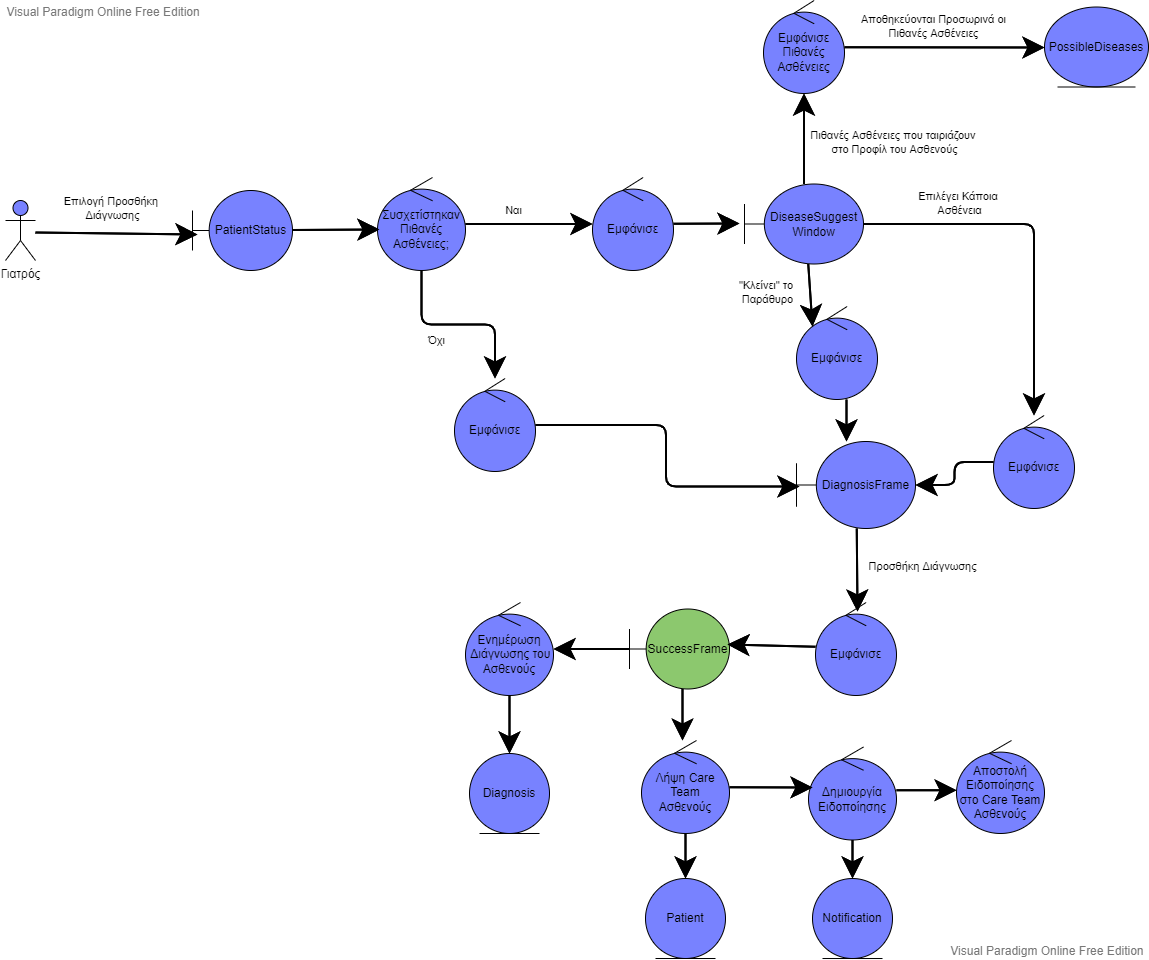 Visual Paradigm Online Free Edition
Εμφάνισε
Πιθανές
Ασθένειες
Αποθηκεύονται Προσωρινά οι
Πιθανές Ασθένειες
PossibleDiseases
Πιθανές Ασθένειες που ταιριάζουν
στο Προφίλ του Ασθενούς
Επιλογή Προσθήκη
Διάγνωσης
Γιατρός
PatientStatus
Συσχετίστηκαν
Πιθανές
Ασθένειες;
Ναι
Εμφάνισε
DiseaseSuggest
Window
Επιλέγει Κάποια
Ασθένεια
"Κλείνει" το
Παράθυρο
Όχι
Εμφάνισε
Εμφάνισε
Εμφάνισε
DiagnosisFrame
Προσθήκη Διάγνωσης
Ενημέρωση
Διάγνωσης του
Ασθενούς
SuccessFrame
Εμφάνισε
Diagnosis
Λήψη Care
Team
Ασθενούς
Δημιουργία
Ειδοποίησης
Αποστολή
Ειδοποίησης
στο Care Team
Ασθενούς
Patient
Notification
Visual Paradigm Online Free Edition